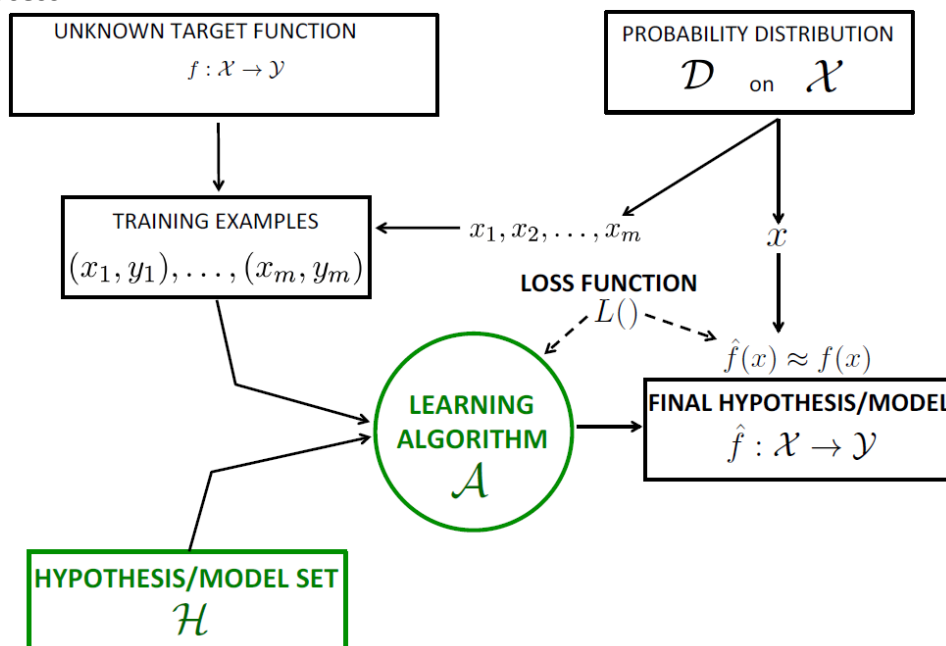 UNKNOWN TARGET FUNCTION
f : 𝒳 → 𝒴
PROBABILITY DISTRIBUTION
𝒟 on 𝒳
TRAINING EXAMPLES
(x₁, y₁), . . . , (xₘ, yₘ)
x₁, x₂, . . . , xₘ
x
LOSS FUNCTION
L()
f̂(x) ≈ f(x)
LEARNING
ALGORITHM
𝒜
FINAL HYPOTHESIS/MODEL
f̂ : 𝒳 → 𝒴
HYPOTHESIS/MODEL SET
ℋ